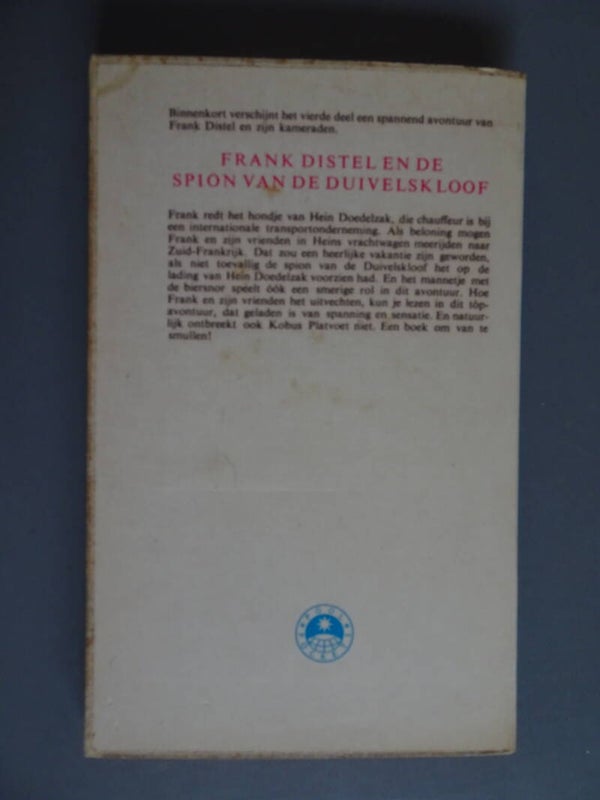 Binnenkort verschijnt het vierde deel een spannend avontuur van
Frank Distel en zijn kameraden.
FRANK DISTEL EN DE
SPION VAN DE DUIVELSKLOOF
Frank redt het hondje van Hein Doedelzak, die chauffeur is bij
een internationale transportonderneming. Als beloning mogen
Frank en zijn vrienden in Heins vrachtwagen meerijden naar
Zuid-Frankrijk. Dat zou een heerlijke vakantie zijn geworden,
als niet toevallig de spion van de Duivelskloof het op de
lading van Hein Doedelzak voorzien had. En het mannetje met
de biersnor speelt óók een smerige rol in dit avontuur. Hoe
Frank en zijn vrienden het uitvechten, kun je lezen in dit tóp-
avontuur, dat geladen is van spanning en sensatie. En natuur-
lijk ontbreekt ook Kobus Platvoet niet. Een boek om van te
smullen!
POOL
POCKET